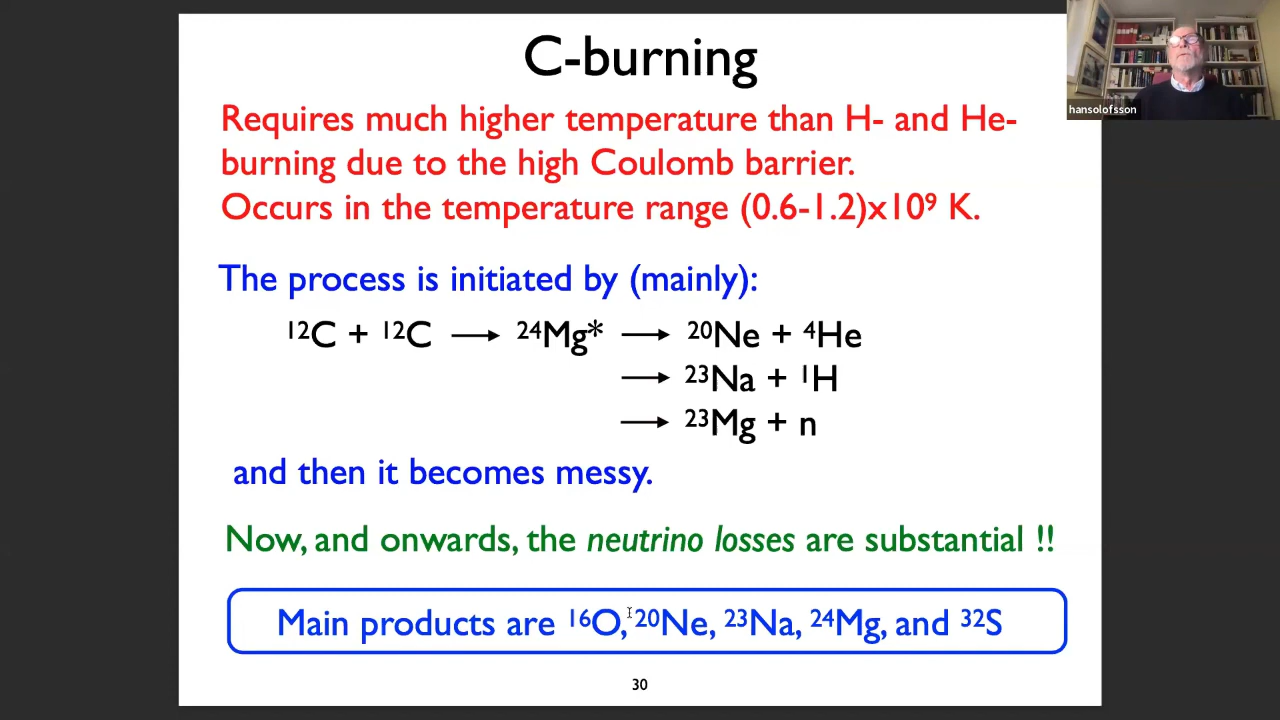 C-burning
hansolofsson
Requires much higher temperature than H- and He-
burning due to the high Coulomb barrier.
Occurs in the temperature range (0.6-1.2)x10⁹ K.
The process is initiated by (mainly):
¹²C + ¹²C ⟶ ²⁴Mg* ⟶ ²⁰Ne + ⁴He
⟶ ²³Na + ¹H
⟶ ²³Mg + n
and then it becomes messy.
Now, and onwards, the neutrino losses are substantial !!
Main products are ¹⁶O, ²⁰Ne, ²³Na, ²⁴Mg, and ³²S
30